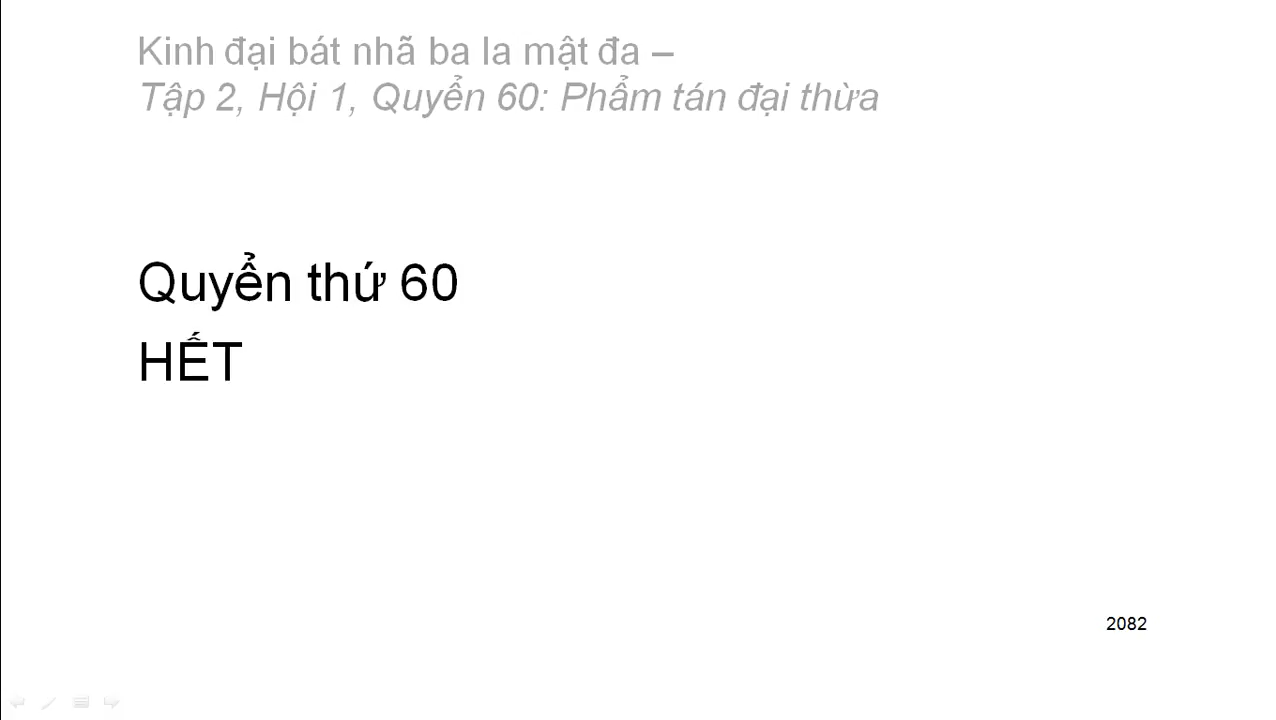 Kinh đại bát nhã ba la mật đa –
Tập 2, Hội 1, Quyển 60: Phẩm tán đại thừa
Quyển thứ 60
HẾT
2082